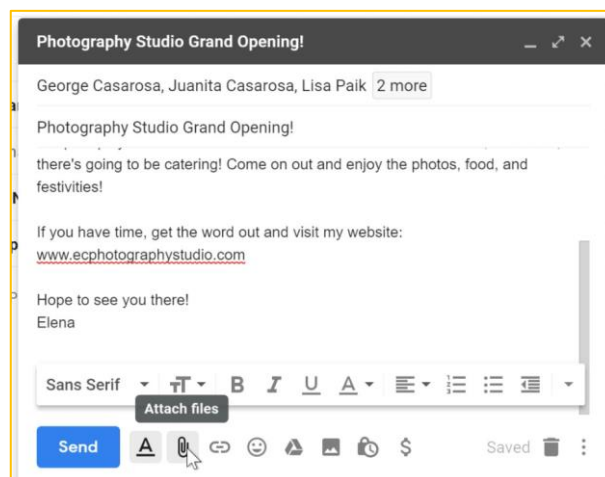 Photography Studio Grand Opening!
George Casarosa, Juanita Casarosa, Lisa Paik 2 more
Photography Studio Grand Opening!
there's going to be catering! Come on out and enjoy the photos, food, and
festivities!
If you have time, get the word out and visit my website:
www.ecphotographystudio.com
Hope to see you there!
Elena
Sans Serif
Attach files
Send
Saved